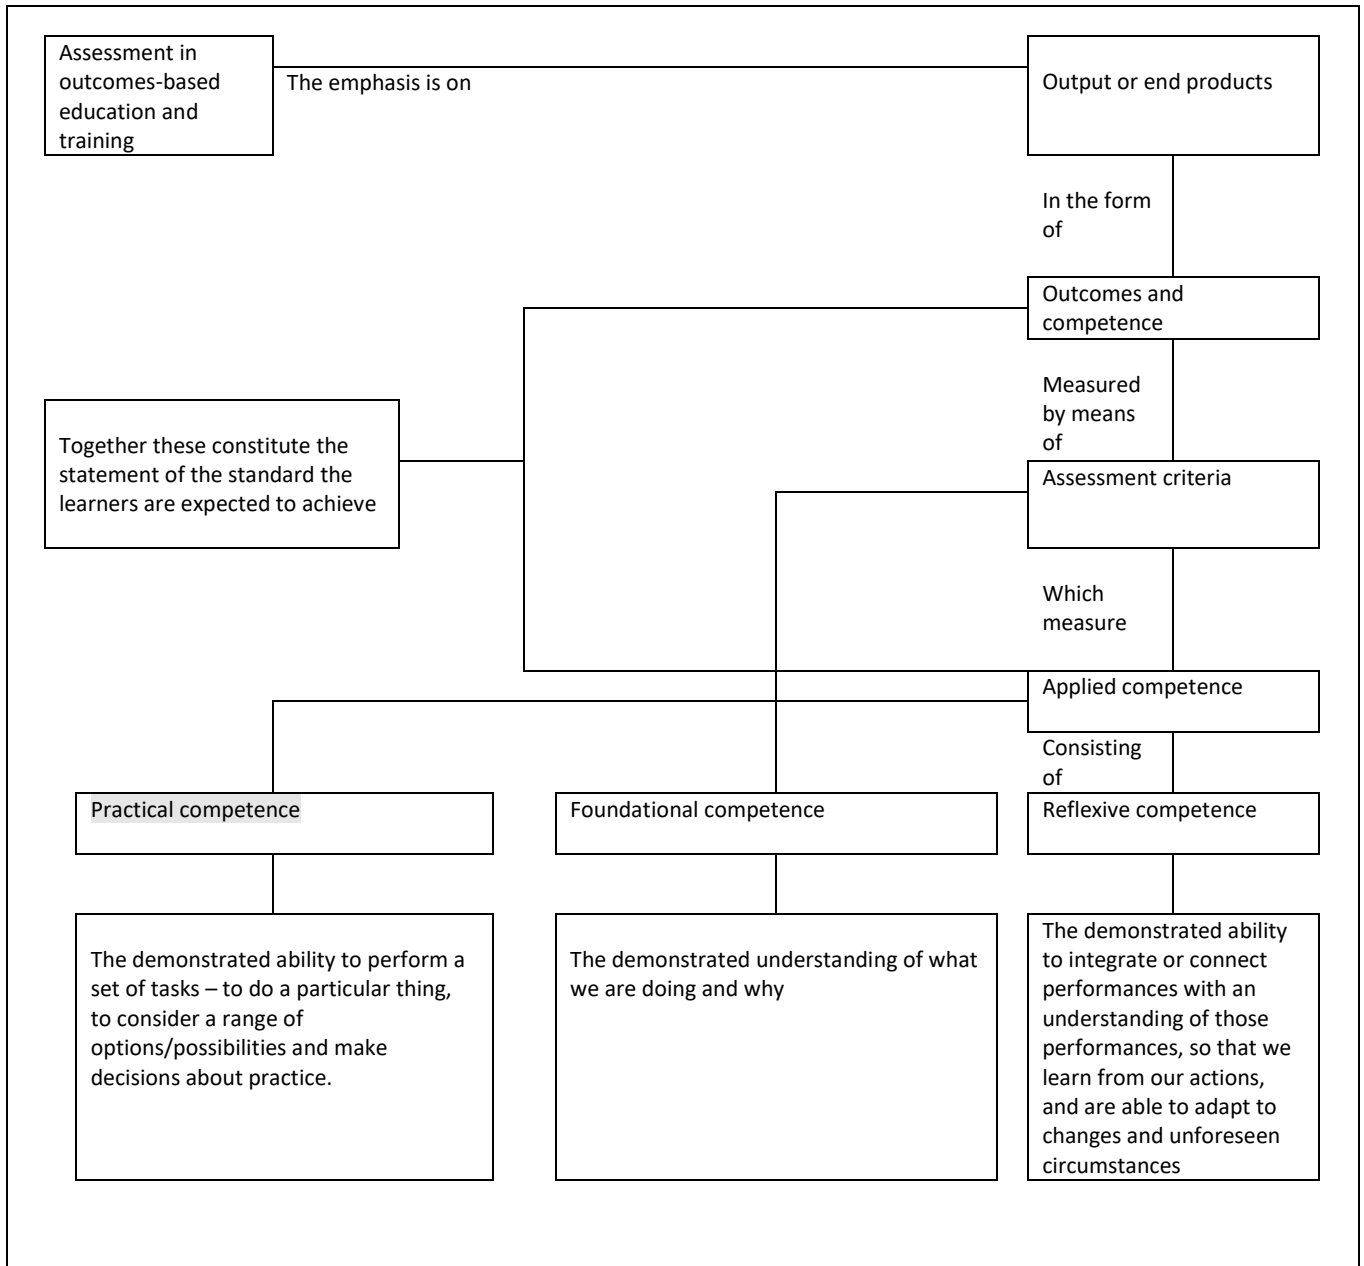 Assessment in
outcomes-based
education and
training
The emphasis is on
Output or end products
In the form
of
Outcomes and
competence
Measured
by means
of
Together these constitute the
statement of the standard the
learners are expected to achieve
Assessment criteria
Which
measure
Applied competence
Consisting
of
Practical competence
Foundational competence
Reflexive competence
The demonstrated ability to perform a
set of tasks – to do a particular thing,
to consider a range of
options/possibilities and make
decisions about practice.
The demonstrated understanding of what
we are doing and why
The demonstrated ability
to integrate or connect
performances with an
understanding of those
performances, so that we
learn from our actions,
and are able to adapt to
changes and unforeseen
circumstances